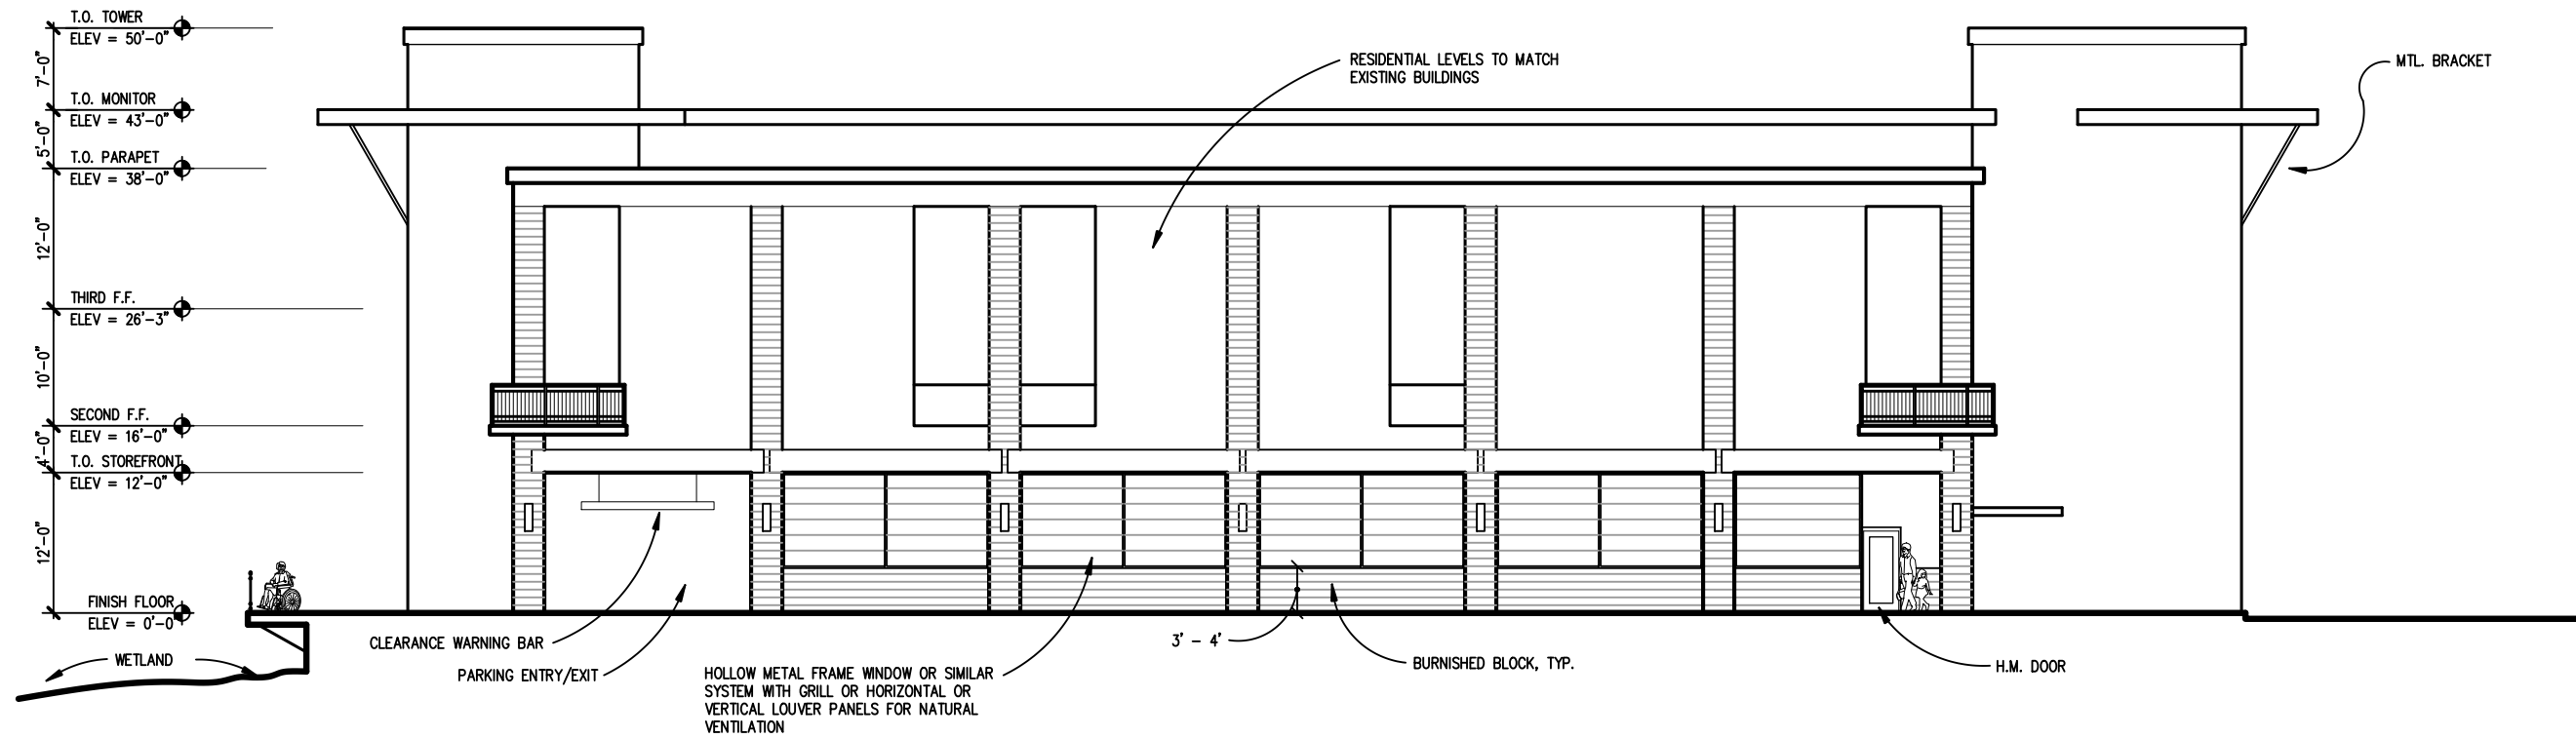 T.O. TOWER
ELEV = 50'-0"
7'-0"
T.O. MONITOR
ELEV = 43'-0"
5'-0"
T.O. PARAPET
ELEV = 38'-0"
12'-0"
THIRD F.F.
ELEV = 26'-3"
10'-0"
SECOND F.F.
ELEV = 16'-0"
4'-0"
T.O. STOREFRONT
ELEV = 12'-0"
12'-0"
FINISH FLOOR
ELEV = 0'-0"
RESIDENTIAL LEVELS TO MATCH
EXISTING BUILDINGS
MTL. BRACKET
WETLAND
CLEARANCE WARNING BAR
PARKING ENTRY/EXIT
HOLLOW METAL FRAME WINDOW OR SIMILAR
SYSTEM WITH GRILL OR HORIZONTAL OR
VERTICAL LOUVER PANELS FOR NATURAL
VENTILATION
3' - 4'
BURNISHED BLOCK, TYP.
H.M. DOOR